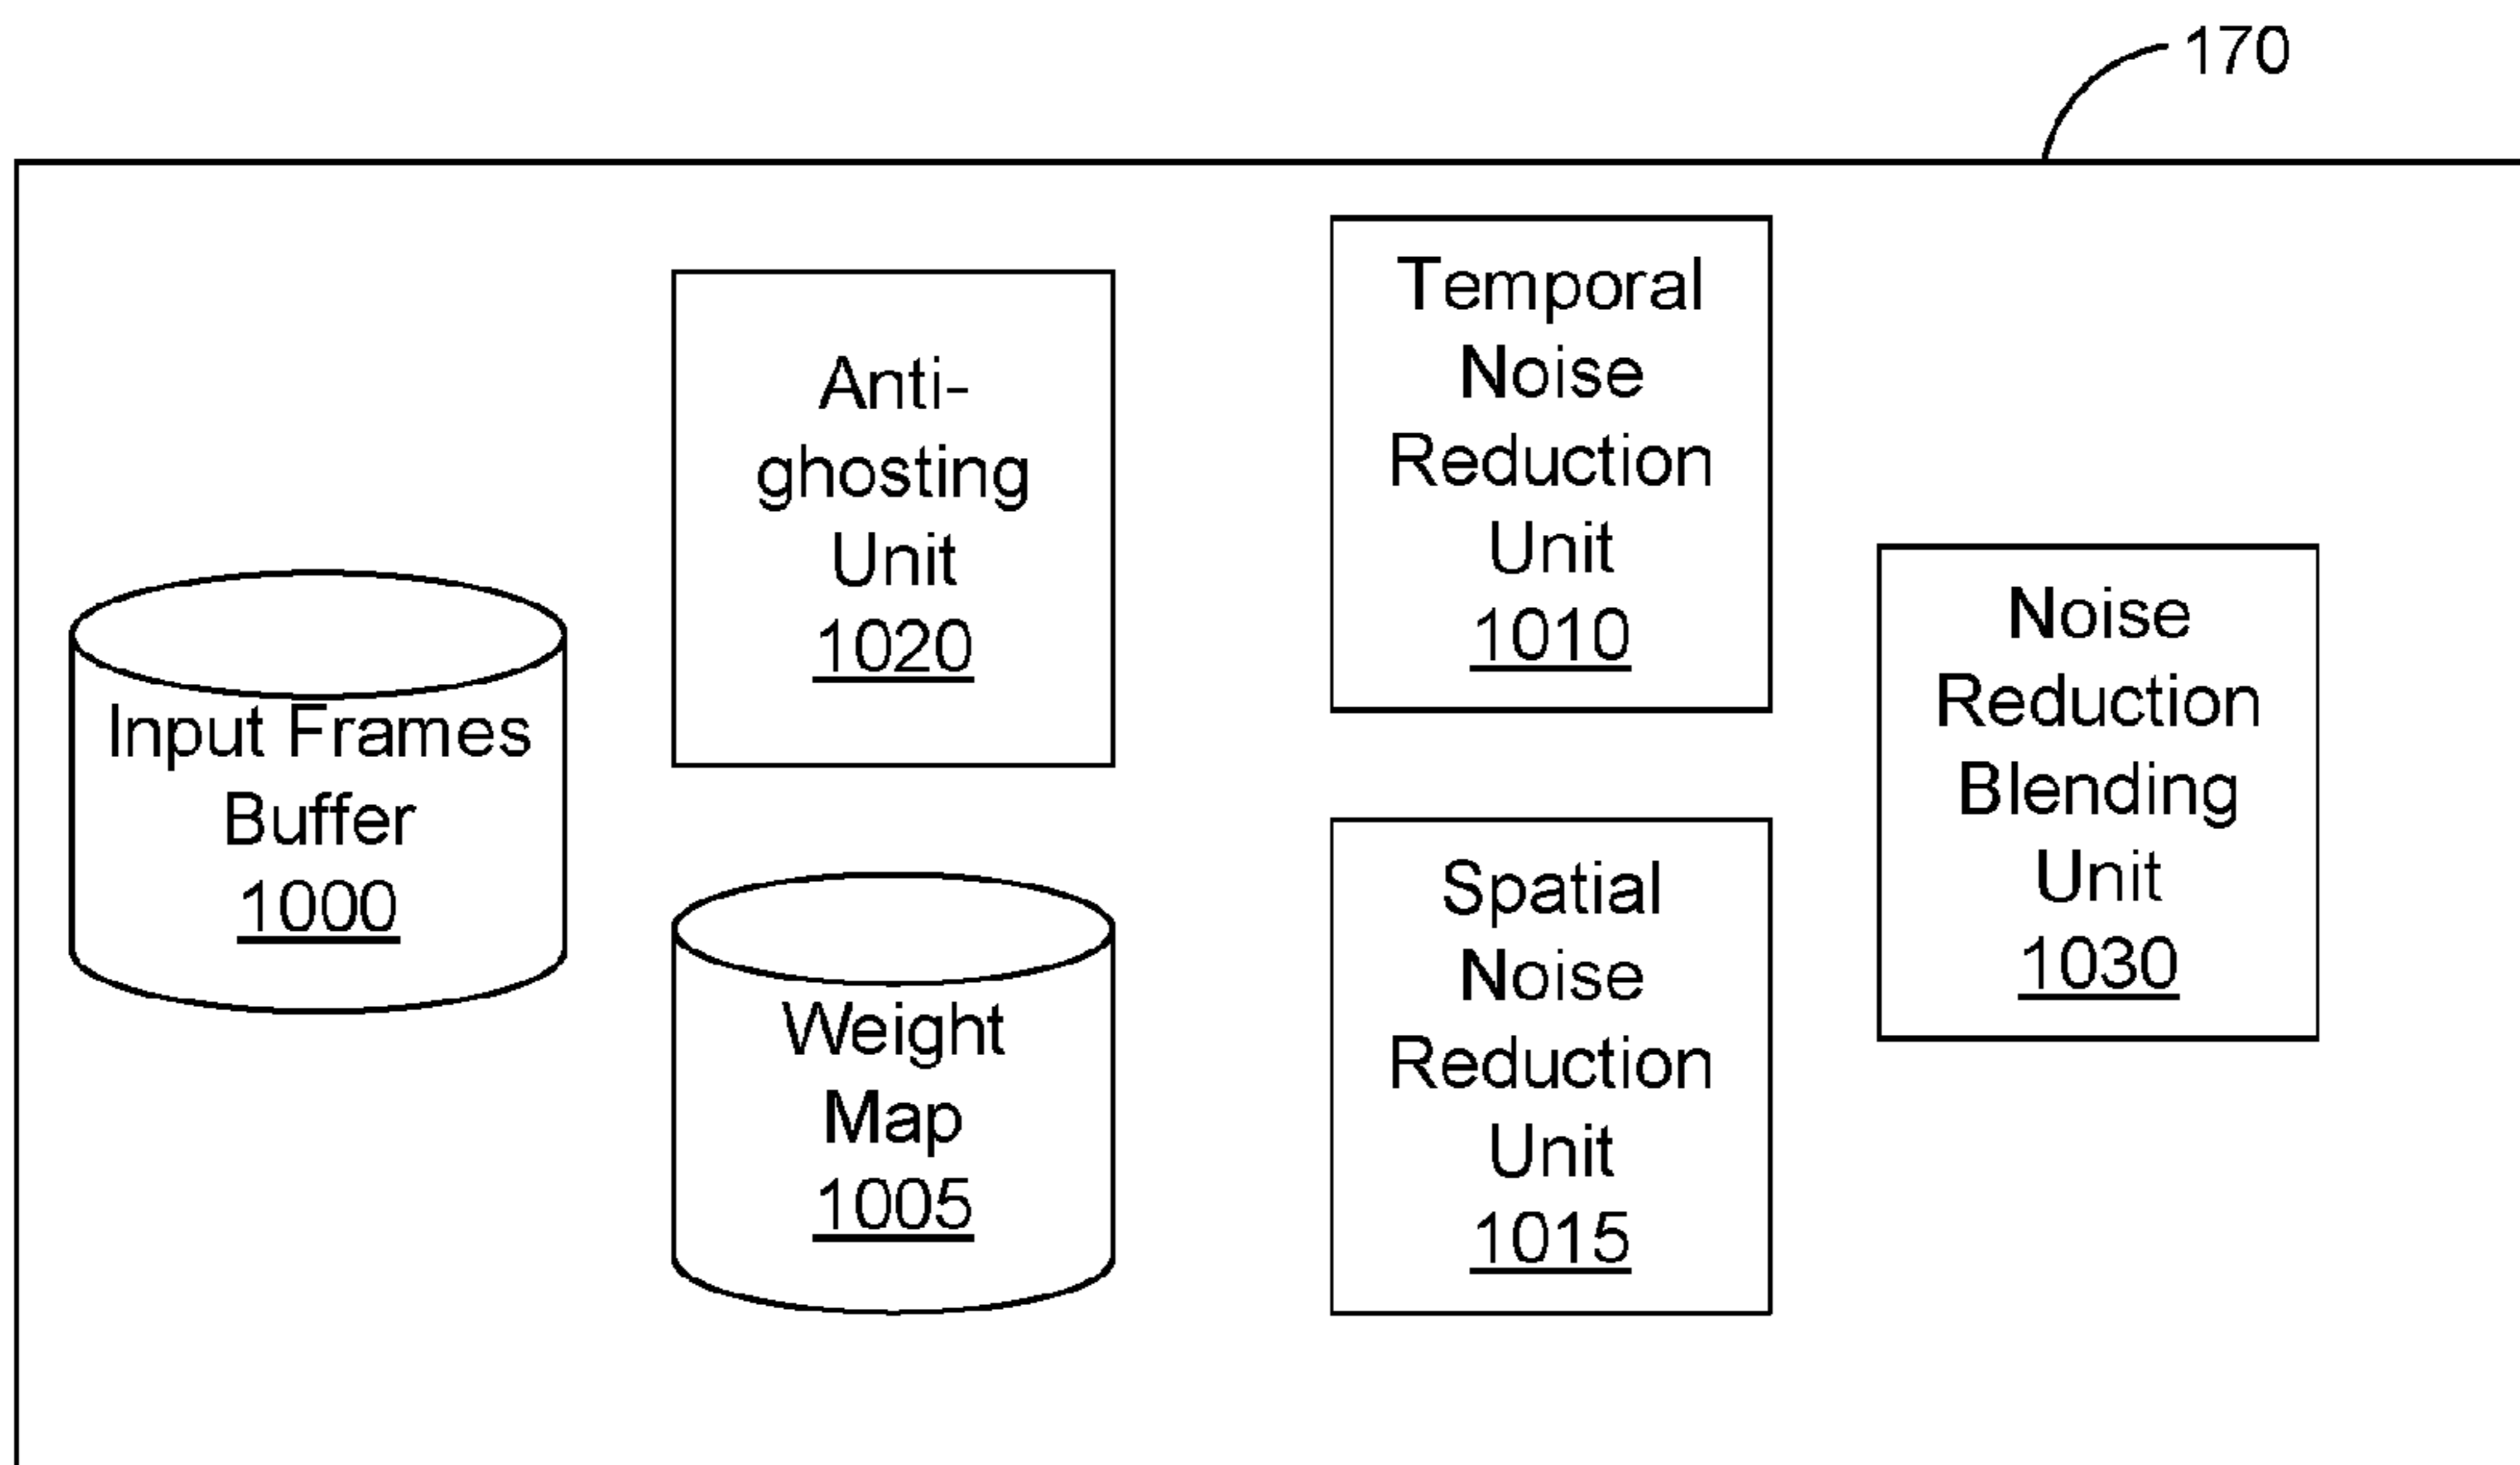 170
Anti-
ghosting
Unit
1020
Temporal
Noise
Reduction
Unit
1010
Input Frames
Buffer
1000
Weight
Map
1005
Spatial
Noise
Reduction
Unit
1015
Noise
Reduction
Blending
Unit
1030